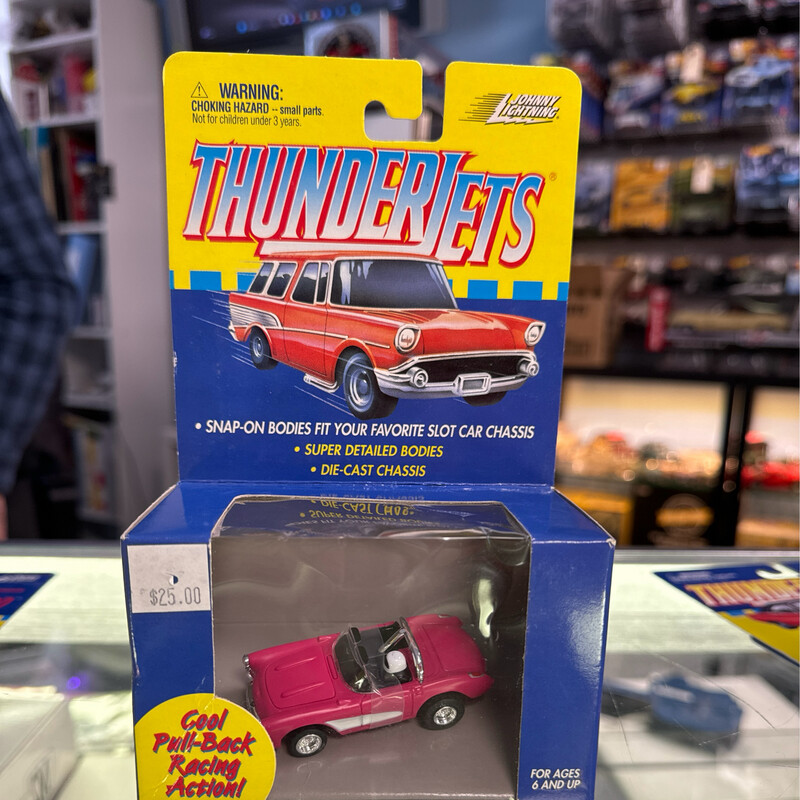 WARNING:
CHOKING HAZARD -- small parts.
Not for children under 3 years.
JOHNNY
LIGHTNING
THUNDERJETS®
• SNAP-ON BODIES FIT YOUR FAVORITE SLOT CAR CHASSIS
• SUPER DETAILED BODIES
• DIE-CAST CHASSIS
$25.00
Cool
Pull-Back
Racing
Action!
FOR AGES
6 AND UP